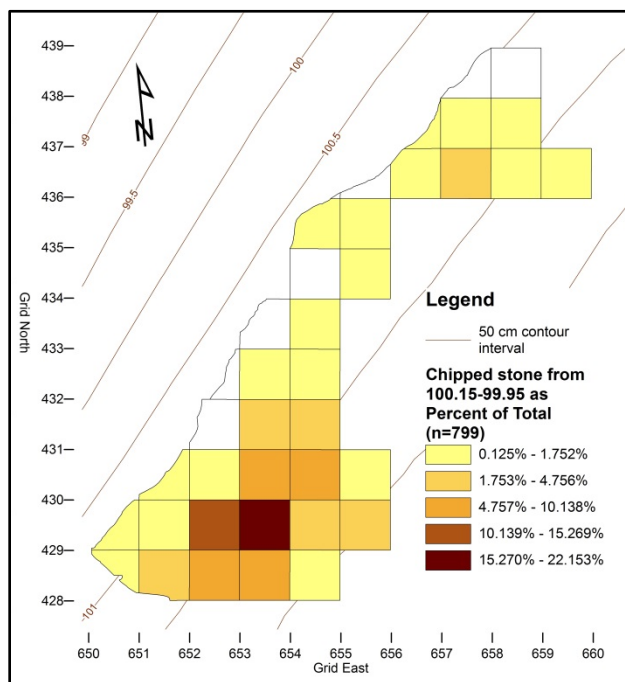 439
438
437
436
435
434
433
432
431
430
429
428
Grid North
99
99.5
100
100.5
-101
N
Legend
50 cm contour
interval
Chipped stone from
100.15-99.95 as
Percent of Total
(n=799)
0.125% - 1.752%
1.753% - 4.756%
4.757% - 10.138%
10.139% - 15.269%
15.270% - 22.153%
650 651 652 653 654 655 656 657 658 659 660
Grid East